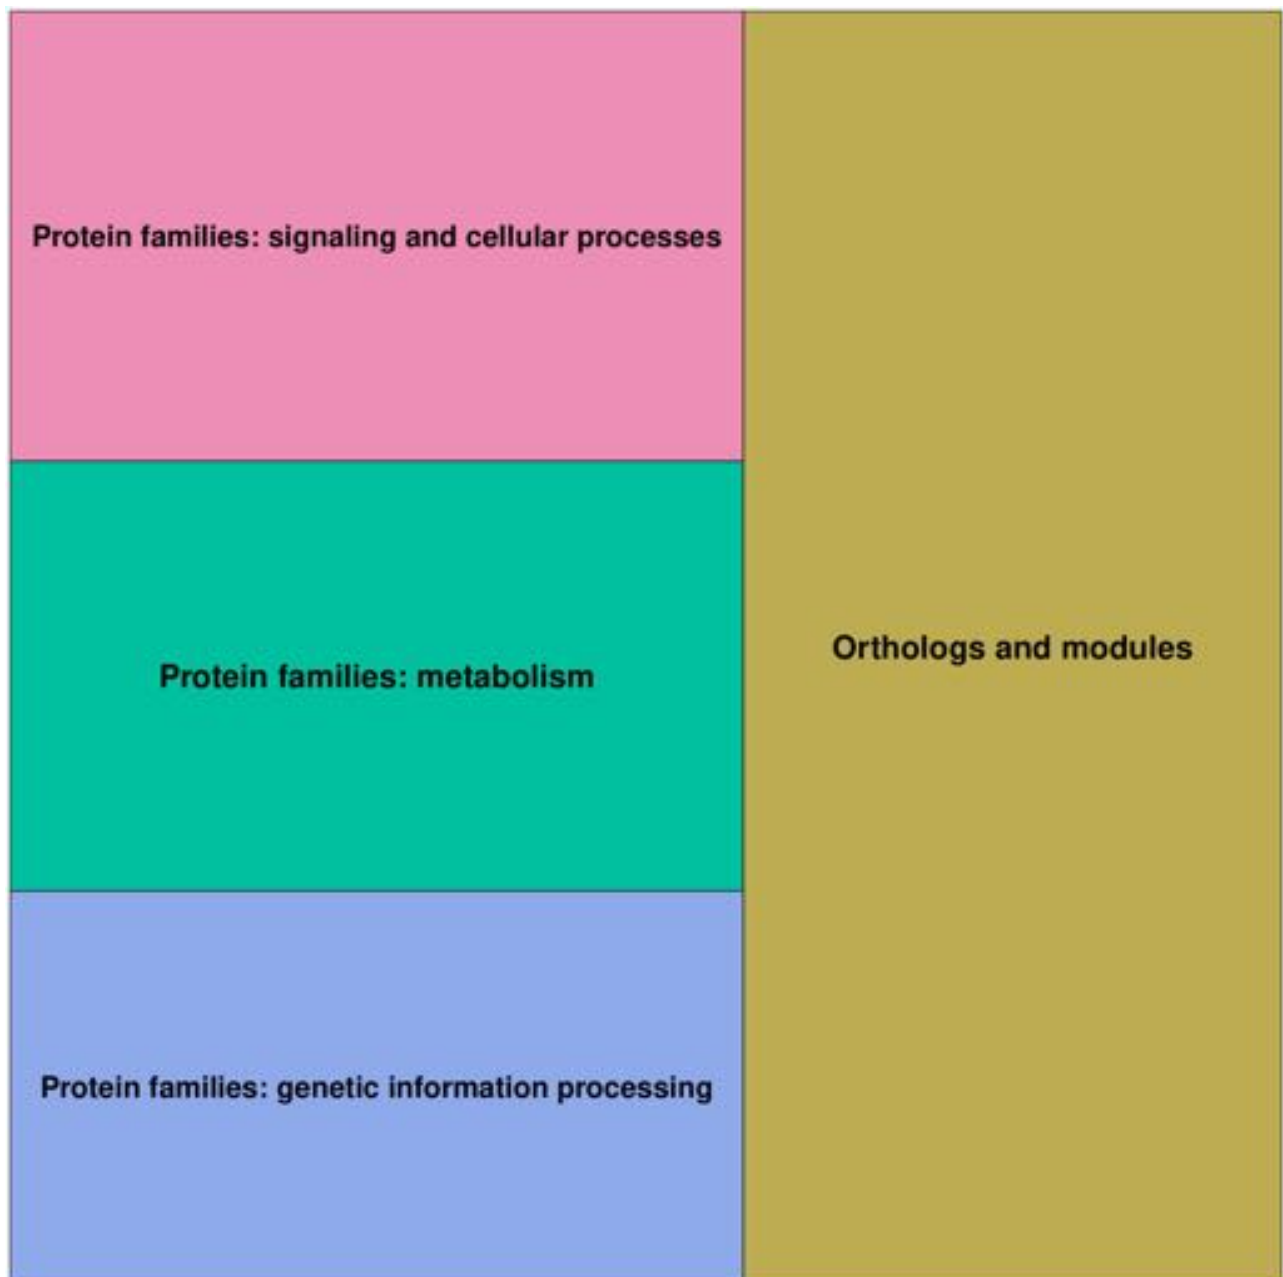 Protein families: signaling and cellular processes
Protein families: metabolism
Orthologs and modules
Protein families: genetic information processing